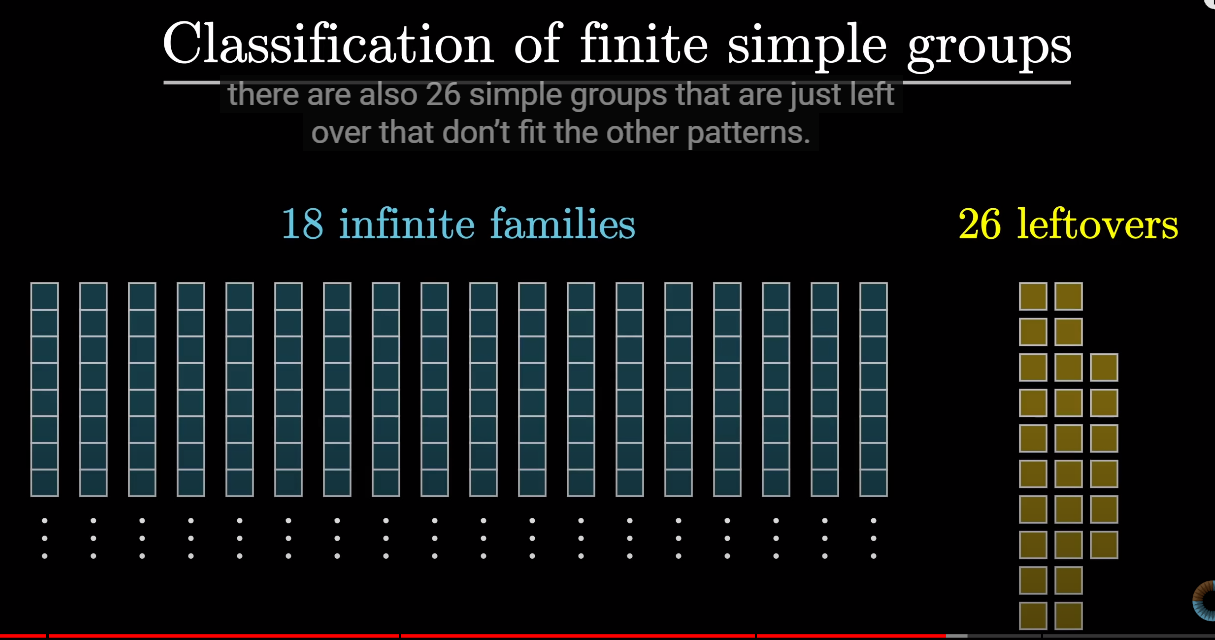 Classification of finite simple groups
there are also 26 simple groups that are just left
over that don’t fit the other patterns.
18 infinite families
26 leftovers